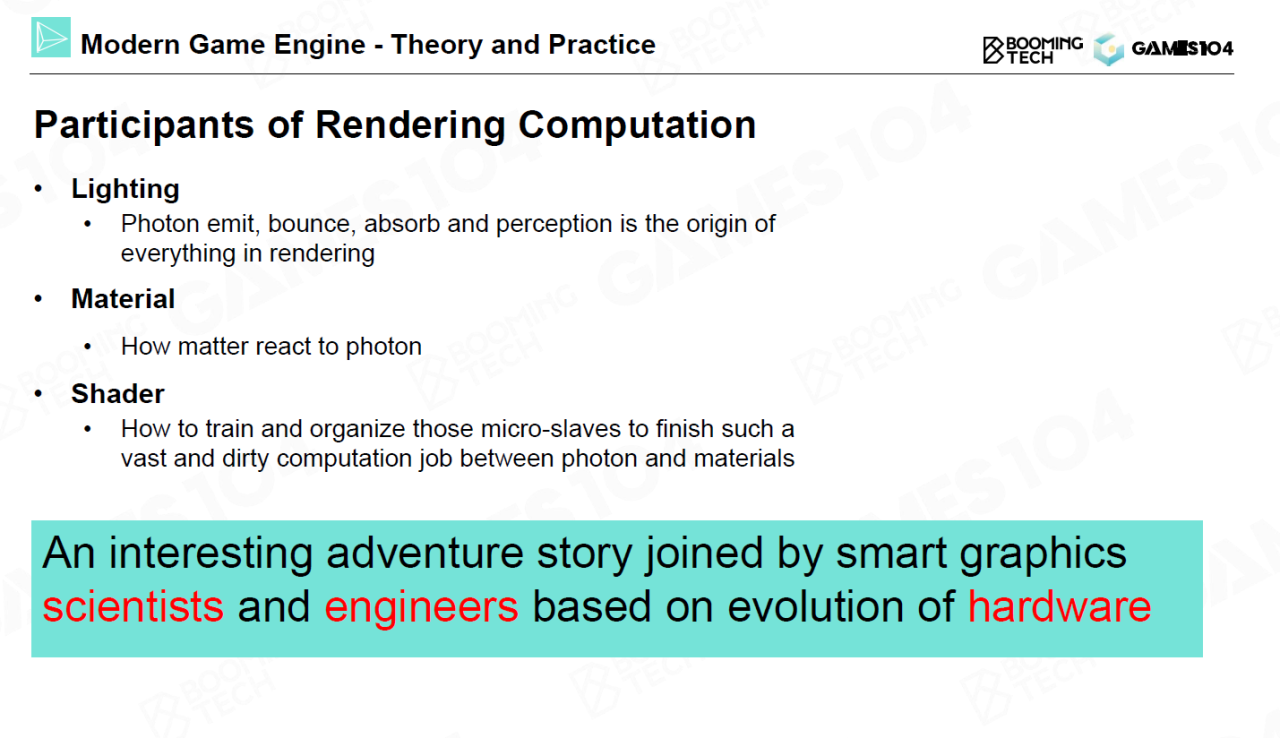 Modern Game Engine - Theory and Practice
BOOMING
TECH
GAMES104
Participants of Rendering Computation
• Lighting
• Photon emit, bounce, absorb and perception is the origin of
everything in rendering
• Material
• How matter react to photon
• Shader
• How to train and organize those micro-slaves to finish such a
vast and dirty computation job between photon and materials
An interesting adventure story joined by smart graphics
scientists and engineers based on evolution of hardware